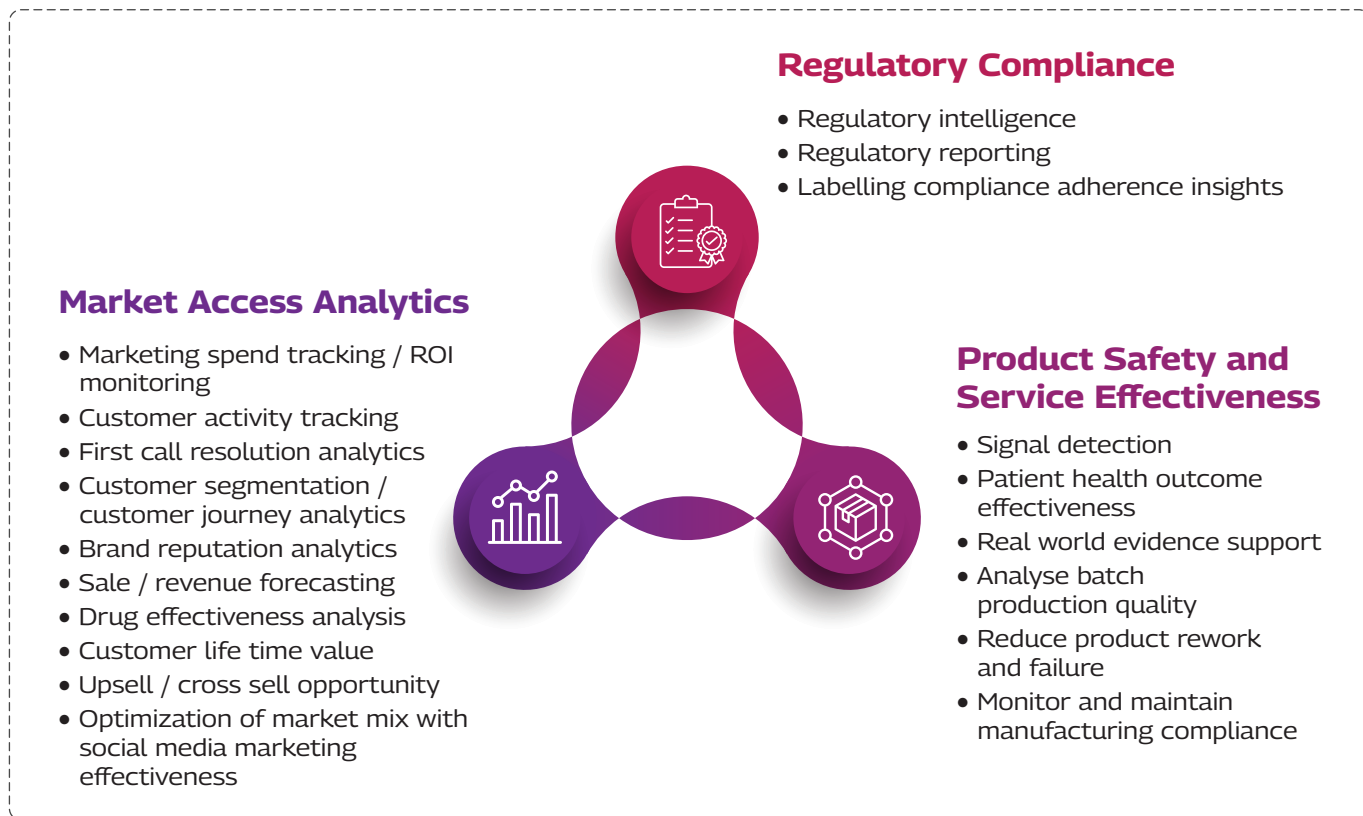 Regulatory Compliance
• Regulatory intelligence
• Regulatory reporting
• Labelling compliance adherence insights
Market Access Analytics
• Marketing spend tracking / ROI
monitoring
• Customer activity tracking
• First call resolution analytics
• Customer segmentation /
customer journey analytics
• Brand reputation analytics
• Sale / revenue forecasting
• Drug effectiveness analysis
• Customer life time value
• Upsell / cross sell opportunity
• Optimization of market mix with
social media marketing
effectiveness
Product Safety and
Service Effectiveness
• Signal detection
• Patient health outcome
effectiveness
• Real world evidence support
• Analyse batch
production quality
• Reduce product rework
and failure
• Monitor and maintain
manufacturing compliance